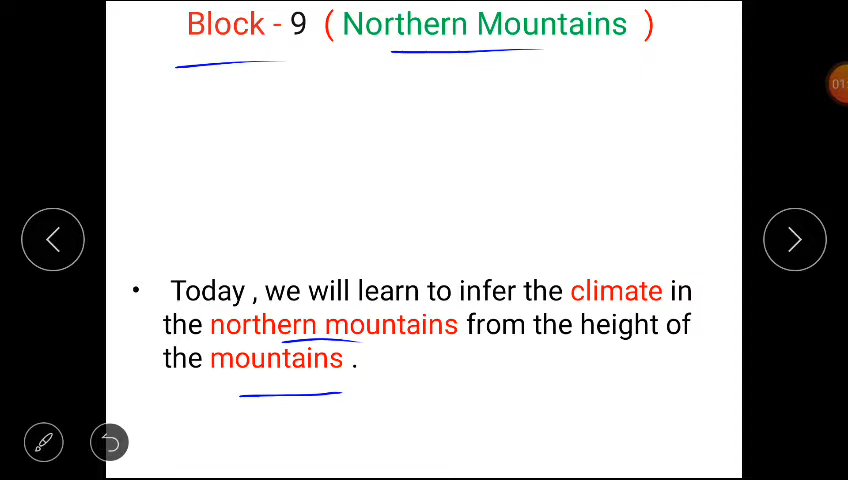 Block - 9 ( Northern Mountains )
• Today , we will learn to infer the climate in
the northern mountains from the height of
the mountains .